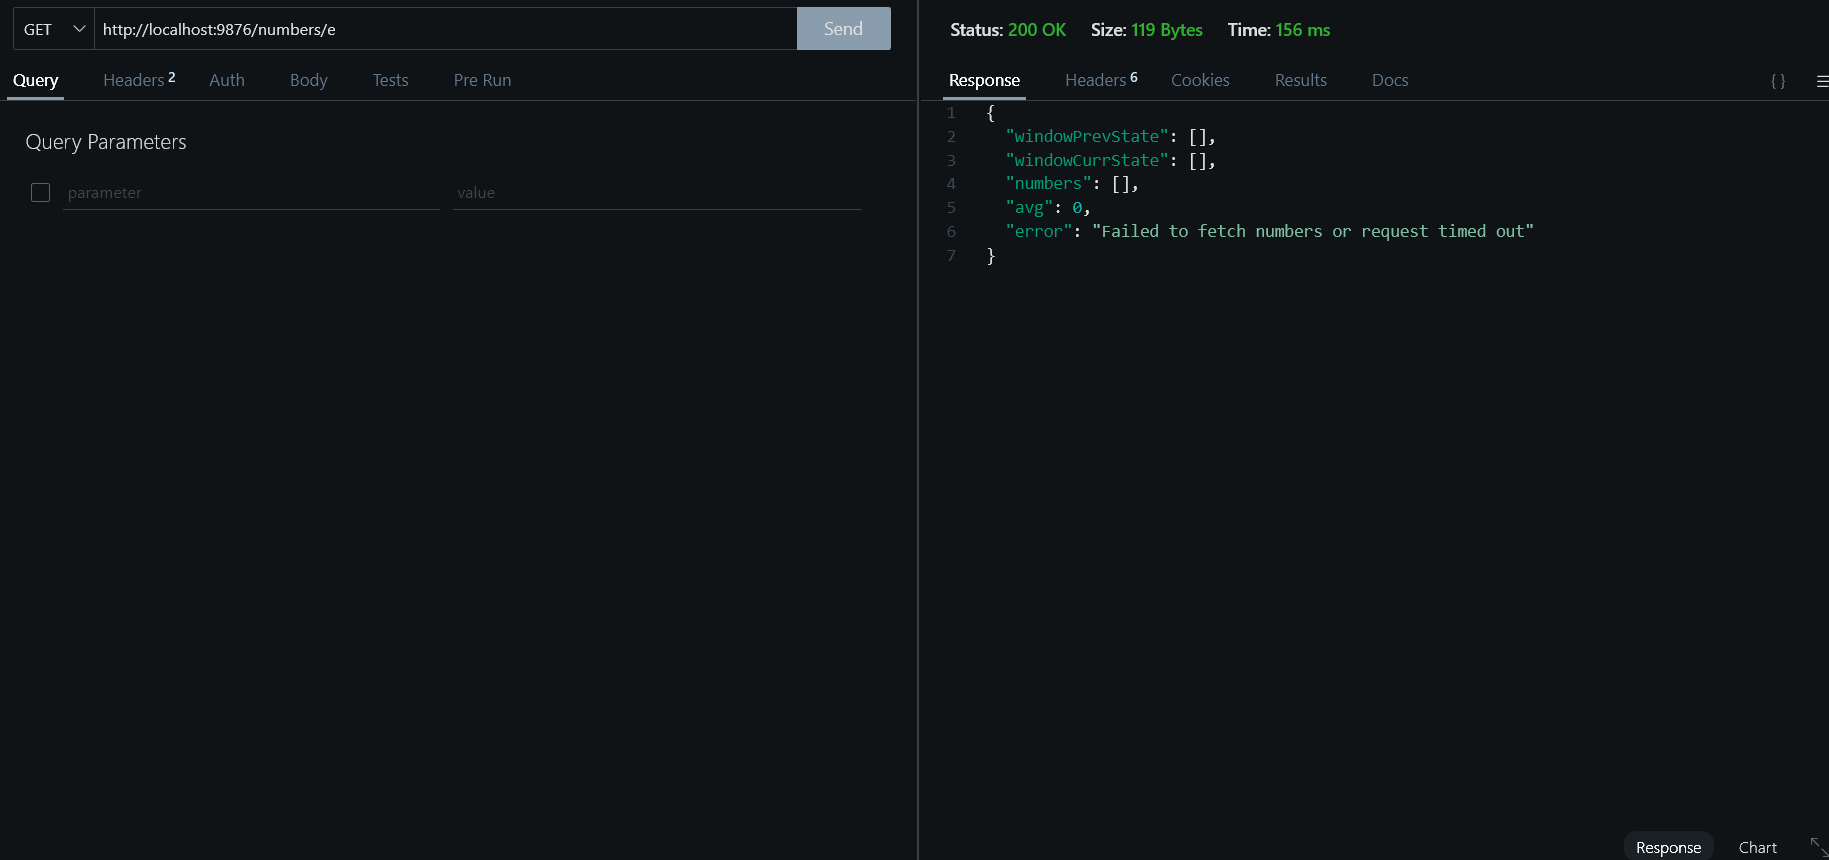 GET http://localhost:9876/numbers/e Send
Query Headers 2 Auth Body Tests Pre Run
Query Parameters
parameter value
Status: 200 OK Size: 119 Bytes Time: 156 ms
Response Headers 6 Cookies Results Docs { }
1 {
2 "windowPrevState": [],
3 "windowCurrState": [],
4 "numbers": [],
5 "avg": 0,
6 "error": "Failed to fetch numbers or request timed out"
7 }
Response Chart